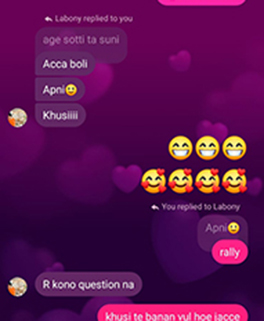 Labony replied to you
age sotti ta suni
Acca boli
Apni😐
Khusiiii
😁😁😁
🥰🥰🥰🥰
You replied to Labony
Apni😐
rally
R kono question na
khusi te banan vul hoe jacce